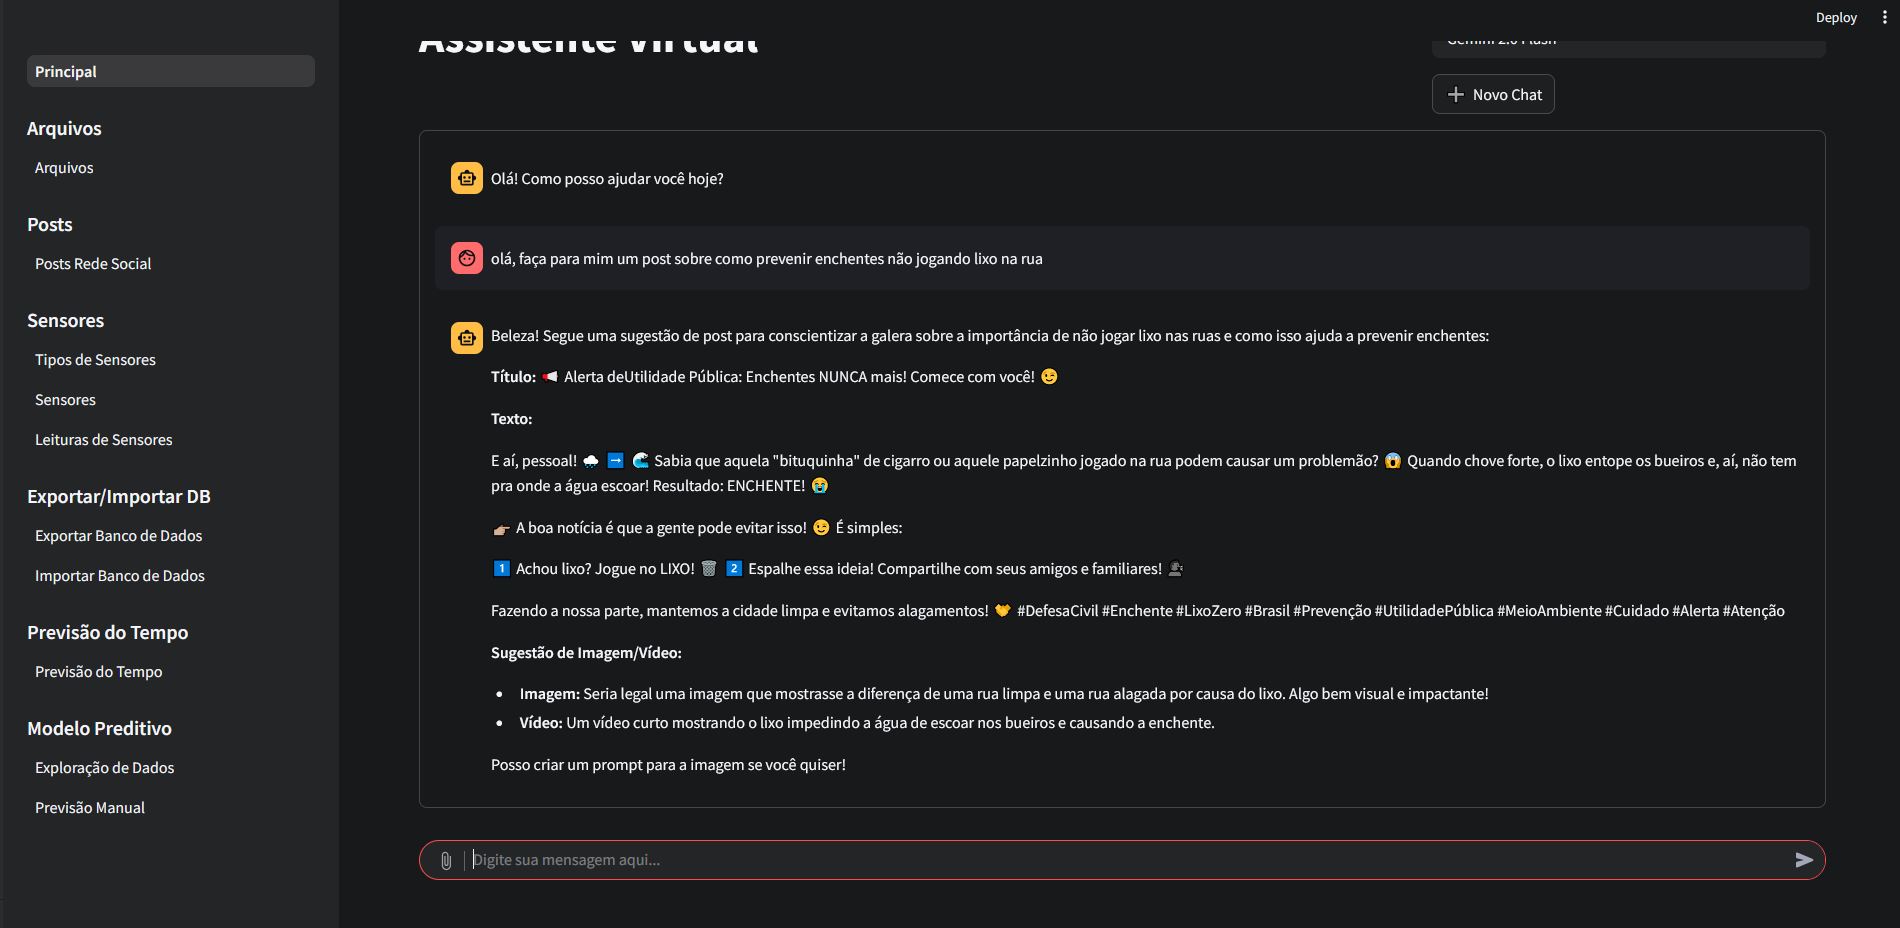 Deploy
Principal
Arquivos
Arquivos
Posts
Posts Rede Social
Sensores
Tipos de Sensores
Sensores
Leituras de Sensores
Exportar/Importar DB
Exportar Banco de Dados
Importar Banco de Dados
Previsão do Tempo
Previsão do Tempo
Modelo Preditivo
Exploração de Dados
Previsão Manual
Assistente Virtual
Gemini 2.0 Flash
Novo Chat
Olá! Como posso ajudar você hoje?
olá, faça para mim um post sobre como prevenir enchentes não jogando lixo na rua
Beleza! Segue uma sugestão de post para conscientizar a galera sobre a importância de não jogar lixo nas ruas e como isso ajuda a prevenir enchentes:
Título: 📢 Alerta deUtilidade Pública: Enchentes NUNCA mais! Comece com você! 😉
Texto:
E aí, pessoal! 🌧️ ➡️ 🌊 Sabia que aquela "bituquinha" de cigarro ou aquele papelzinho jogado na rua podem causar um problemão? 😱 Quando chove forte, o lixo entope os bueiros e, aí, não tem
pra onde a água escoar! Resultado: ENCHENTE! 😭
👉🏽 A boa notícia é que a gente pode evitar isso! 😉 É simples:
1️⃣ Achou lixo? Jogue no LIXO! 🗑️ 2️⃣ Espalhe essa ideia! Compartilhe com seus amigos e familiares! 🗣️
Fazendo a nossa parte, mantemos a cidade limpa e evitamos alagamentos! 🤝 #DefesaCivil #Enchente #LixoZero #Brasil #Prevenção #UtilidadePública #MeioAmbiente #Cuidado #Alerta #Atenção
Sugestão de Imagem/Vídeo:
• Imagem: Seria legal uma imagem que mostrasse a diferença de uma rua limpa e uma rua alagada por causa do lixo. Algo bem visual e impactante!
• Vídeo: Um vídeo curto mostrando o lixo impedindo a água de escoar nos bueiros e causando a enchente.
Posso criar um prompt para a imagem se você quiser!
Digite sua mensagem aqui...